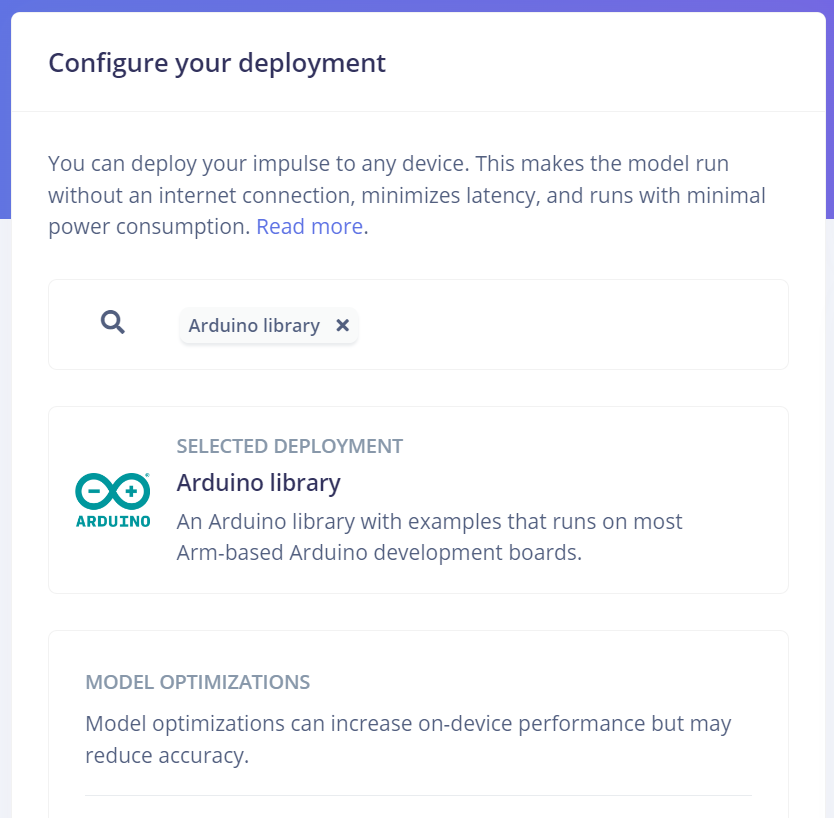 Configure your deployment
You can deploy your impulse to any device. This makes the model run
without an internet connection, minimizes latency, and runs with minimal
power consumption. Read more.
Arduino library
SELECTED DEPLOYMENT
Arduino library
ARDUINO
An Arduino library with examples that runs on most
Arm-based Arduino development boards.
MODEL OPTIMIZATIONS
Model optimizations can increase on-device performance but may
reduce accuracy.